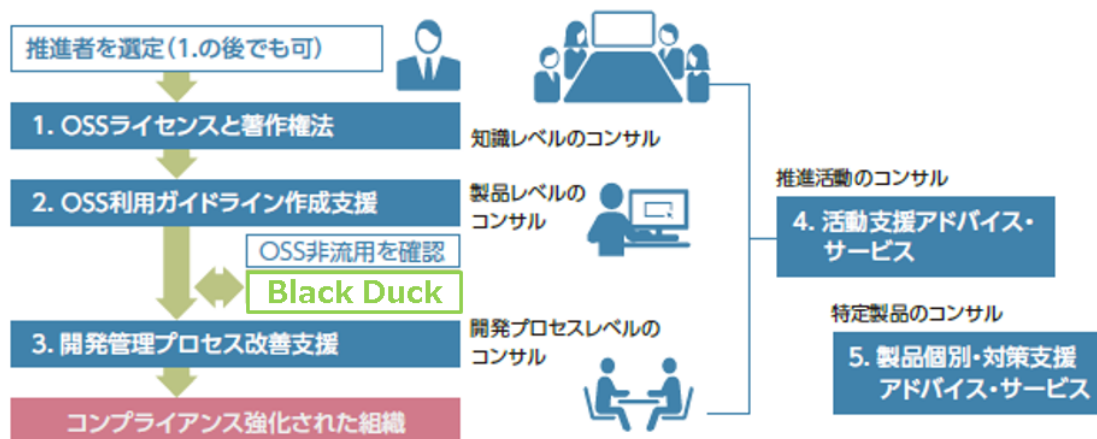 推進者を選定(1.の後でも可)
1. OSSライセンスと著作権法
知識レベルのコンサル
2. OSS利用ガイドライン作成支援
製品レベルの
コンサル
OSS非流用を確認
Black Duck
3. 開発管理プロセス改善支援
開発プロセスレベルの
コンサル
コンプライアンス強化された組織
推進活動のコンサル
4. 活動支援アドバイス・
サービス
特定製品のコンサル
5. 製品個別・対策支援
アドバイス・サービス